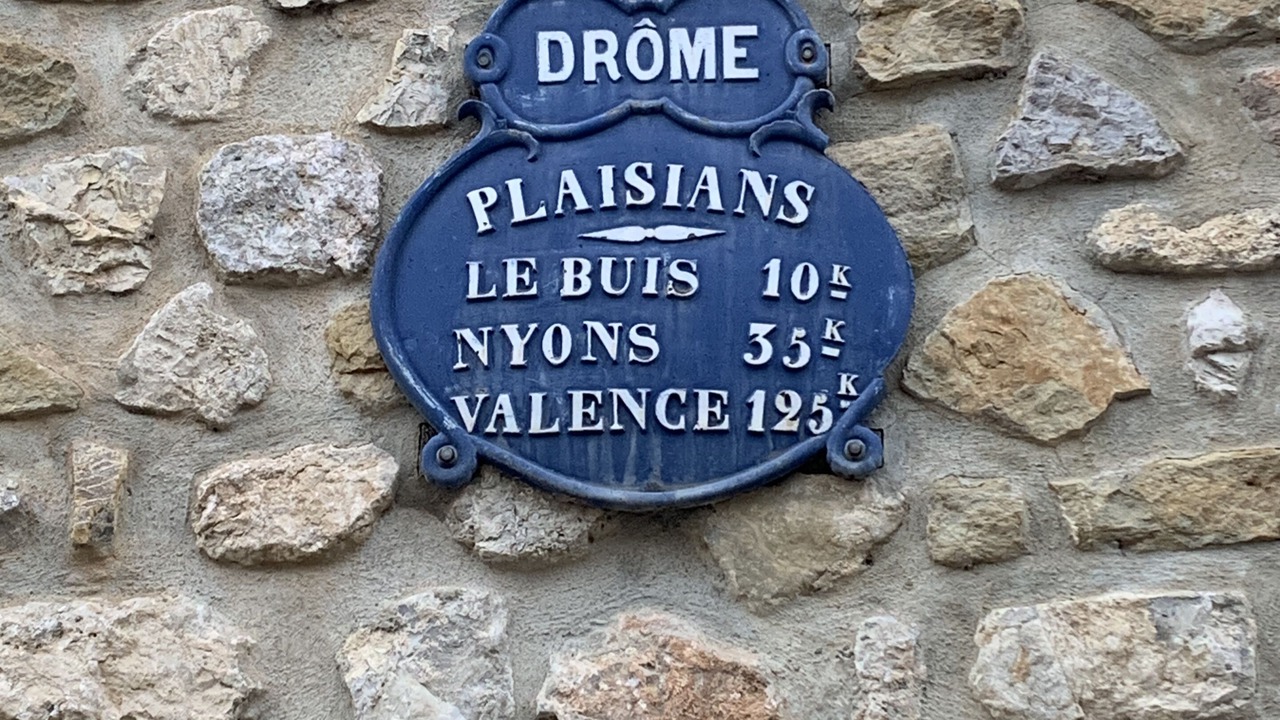 DRÔME
PLAISIANS
LE BUIS 10K
NYONS 35K
VALENCE 125K